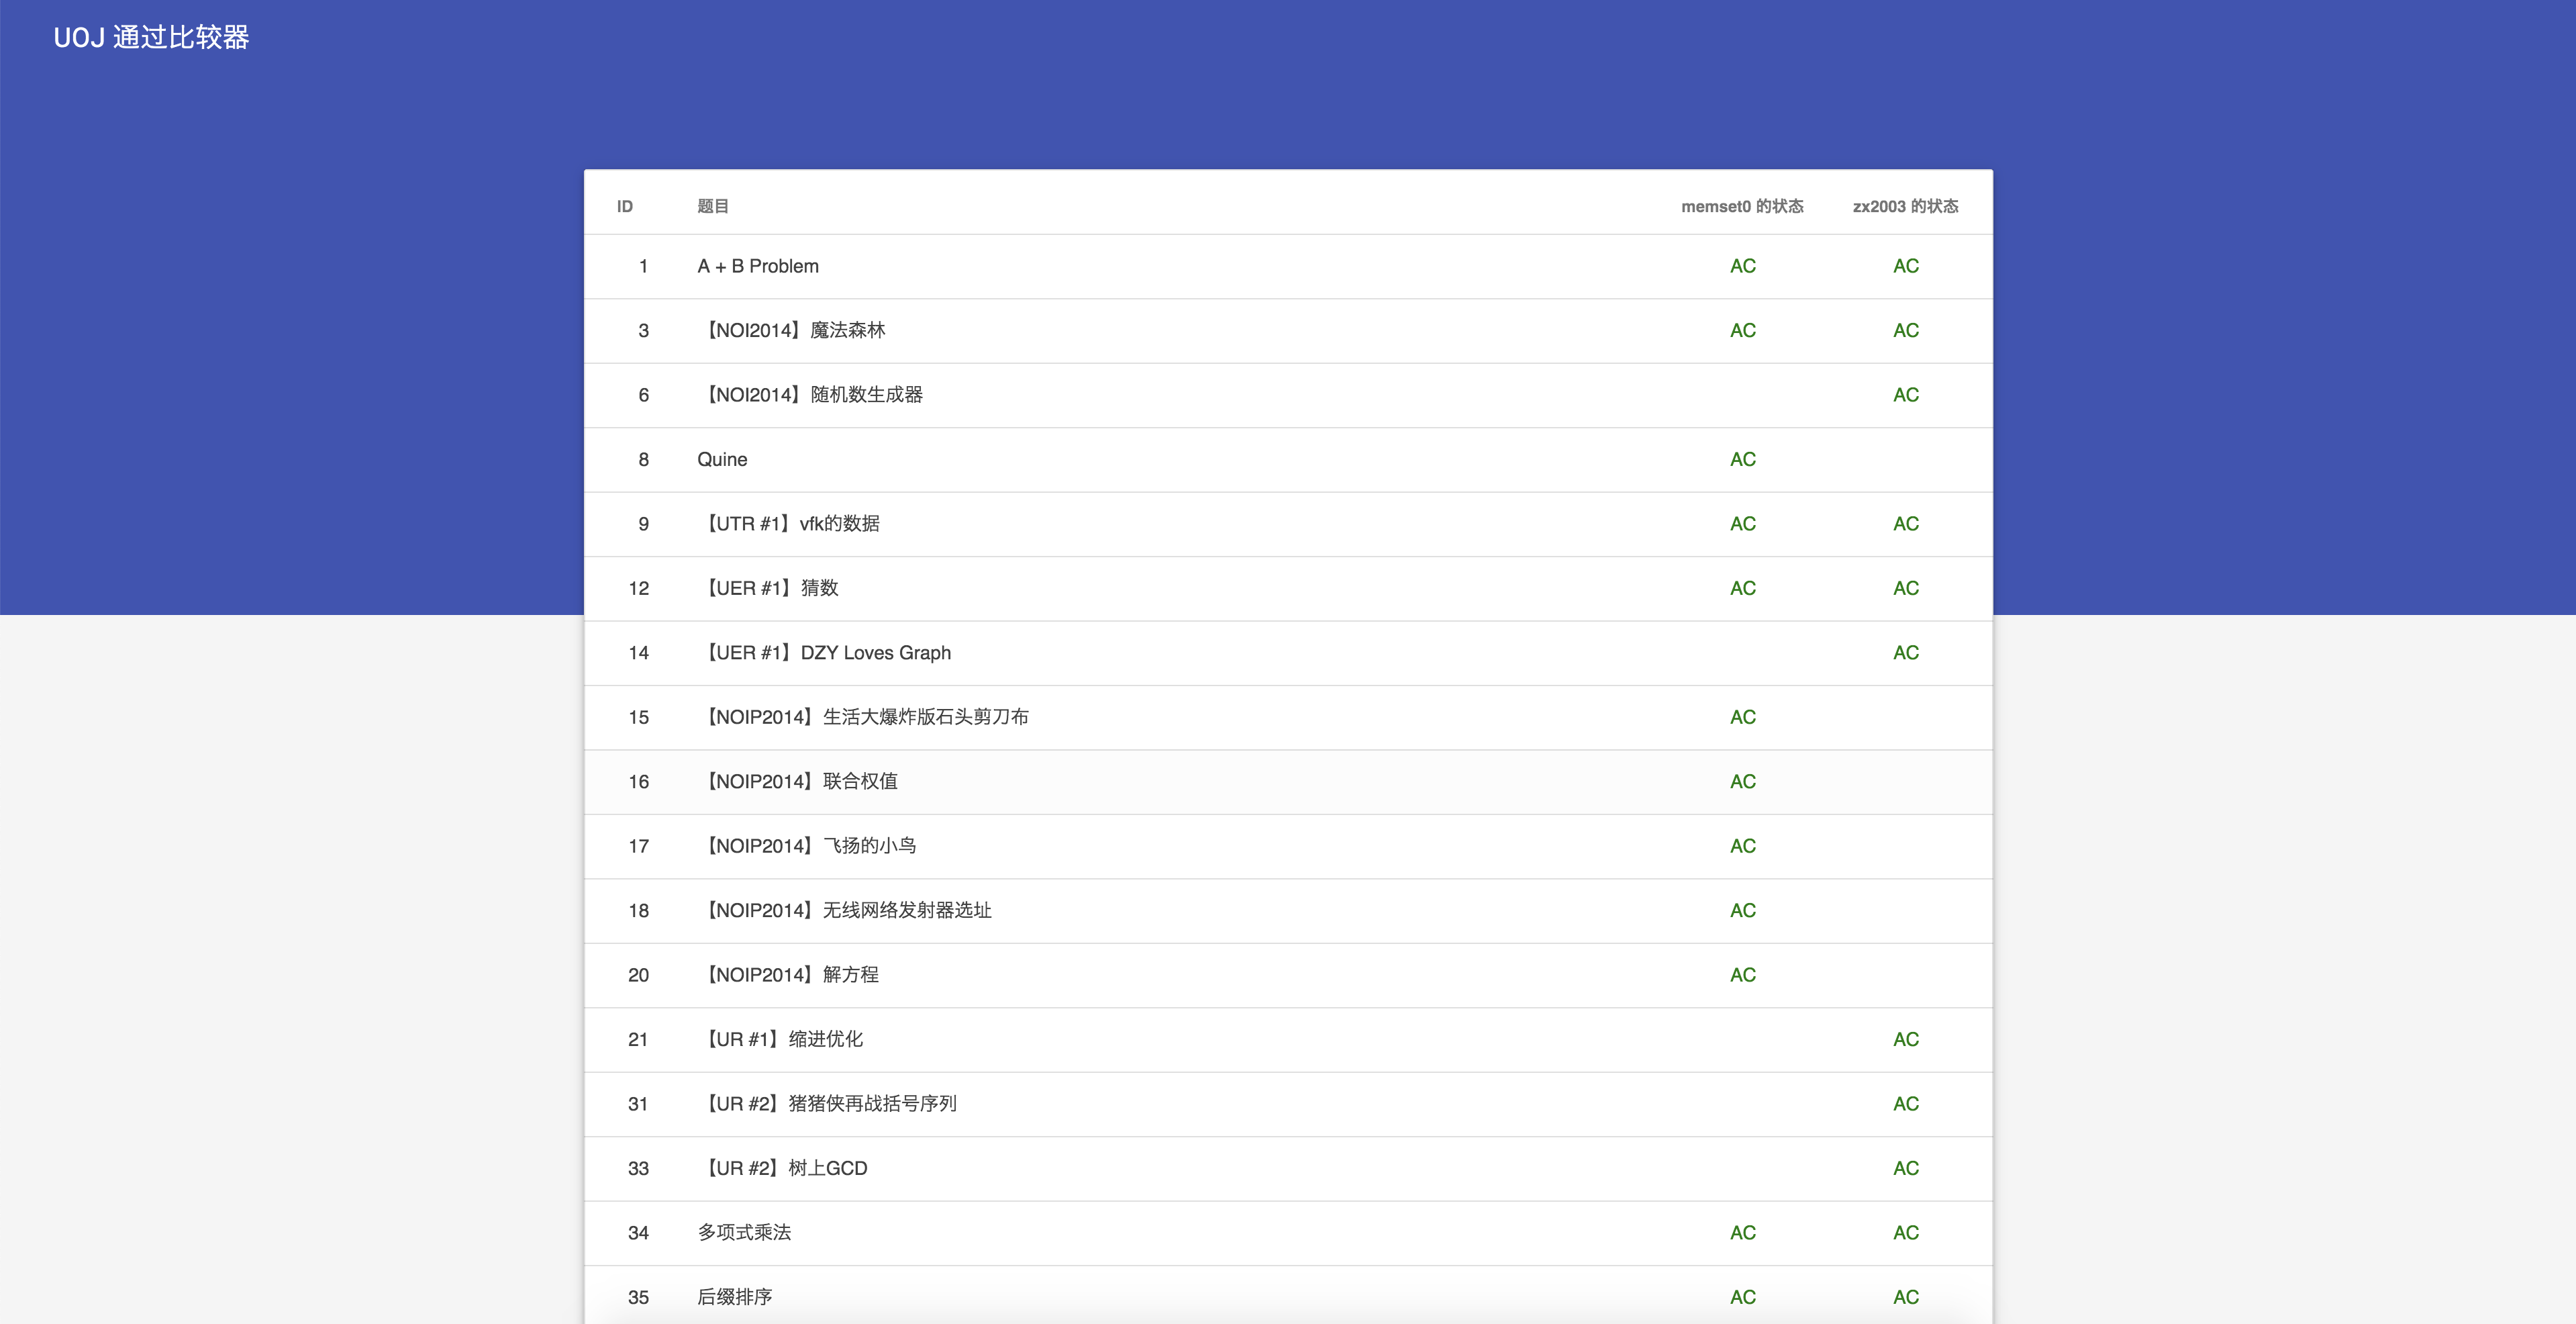 UOJ 通过比较器
ID 题目 memset0 的状态 zx2003 的状态
1 A + B Problem AC AC
3 【NOI2014】魔法森林 AC AC
6 【NOI2014】随机数生成器 AC
8 Quine AC
9 【UTR #1】vfk的数据 AC AC
12 【UER #1】猜数 AC AC
14 【UER #1】DZY Loves Graph AC
15 【NOIP2014】生活大爆炸版石头剪刀布 AC
16 【NOIP2014】联合权值 AC
17 【NOIP2014】飞扬的小鸟 AC
18 【NOIP2014】无线网络发射器选址 AC
20 【NOIP2014】解方程 AC
21 【UR #1】缩进优化 AC
31 【UR #2】猪猪侠再战括号序列 AC
33 【UR #2】树上GCD AC
34 多项式乘法 AC AC
35 后缀排序 AC AC